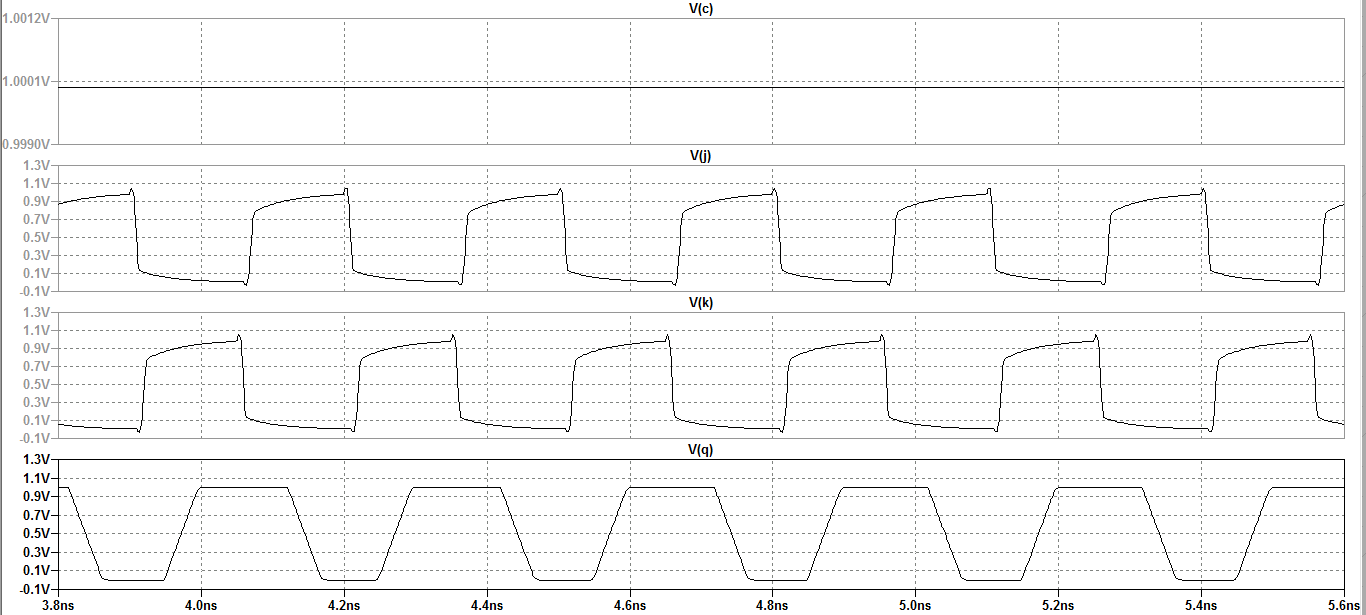 V(c)
1.0012V
1.0001V
0.9990V
V(j)
1.3V
1.1V
0.9V
0.7V
0.5V
0.3V
0.1V
-0.1V
V(k)
1.3V
1.1V
0.9V
0.7V
0.5V
0.3V
0.1V
-0.1V
V(q)
1.3V
1.1V
0.9V
0.7V
0.5V
0.3V
0.1V
-0.1V
3.8ns 4.0ns 4.2ns 4.4ns 4.6ns 4.8ns 5.0ns 5.2ns 5.4ns 5.6ns